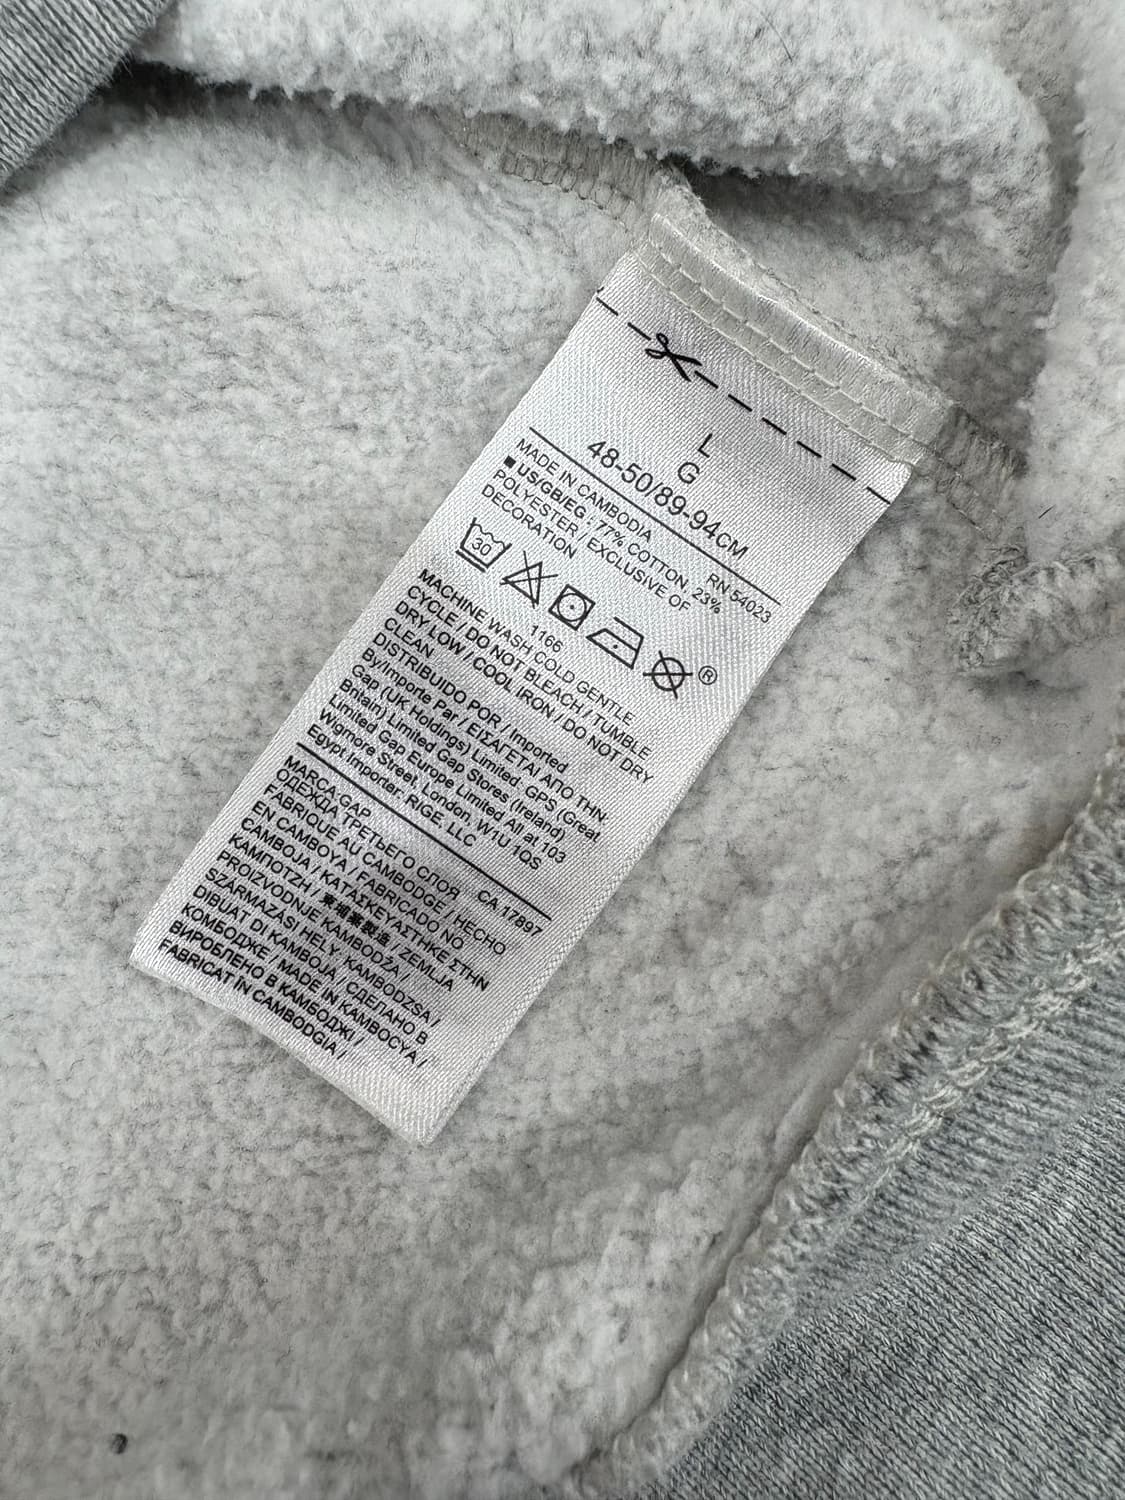 L
G
48-50/89-94CM
MADE IN CAMBODIA RN 54023
■ US/GB/EG : 77% COTTON, 23%
POLYESTER / EXCLUSIVE OF
DECORATION
30 ®
1166
MACHINE WASH COLD GENTLE
CYCLE / DO NOT BLEACH / TUMBLE
DRY LOW / COOL IRON / DO NOT DRY
CLEAN
DISTRIBUIDO POR / Imported
By/Importe Par / ΕΙΣΑΓΕΤΑΙ ΑΠΟ ΤΗΝ:
Gap (UK Holdings) Limited, GPS (Great
Britain) Limited Gap Stores (Ireland)
Limited Gap Europe Limited All at 103
Wigmore Street, London, W1U 1QS
Egypt Importer: RIGE, LLC
MARCA:GAP CA 17897
ОДЕЖДА ТРЕТЬЕГО СЛОЯ
FABRIQUE AU CAMBODGE / HECHO
EN CAMBOYA / FABRICADO NO
CAMBOJA / ΚΑΤΑΣΚΕΥΑΣΤΗΚΕ ΣΤΗΝ
ΚΑΜΠΟΤΖΗ / 柬埔寨製造 / ZEMLJA
PROIZVODNJE KAMBODŽA /
SZÁRMAZÁSI HELY, KAMBODZSA /
DIBUAT DI KAMBOJA / СДЕЛАНО В
КОМБОДЖЕ / MADE IN KAMBOCYA /
ВИРОБЛЕНО В КАМБОДЖІ /
FABRICAT ÎN CAMBODGIA /